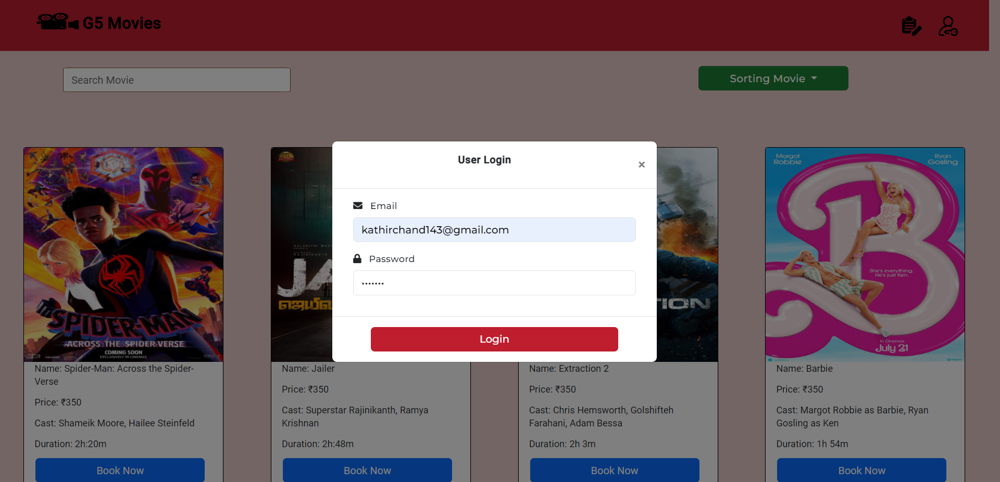 G5 Movies
Search Movie
Sorting Movie
User Login
×
Email
kathirchand143@gmail.com
Password
•••••••
Login
SPIDER-MAN
ACROSS THE SPIDER-VERSE
COMING SOON
EXCLUSIVELY IN CINEMAS
Name: Spider-Man: Across the Spider-
Verse
Price: ₹350
Cast: Shameik Moore, Hailee Steinfeld
Duration: 2h:20m
Book Now
SUN
KALANITHI
RAJINIKANTH
JA
Name: Jailer
Price: ₹350
Cast: Superstar Rajinikanth, Ramya
Krishnan
Duration: 2h:48m
Book Now
TION
Name: Extraction 2
Price: ₹350
Cast: Chris Hemsworth, Golshifteh
Farahani, Adam Bessa
Duration: 2h 3m
Book Now
Margot
Robbie
Ryan
Gosling
She's everything.
He's just Ken.
In Cinemas
July 21
Name: Barbie
Price: ₹350
Cast: Margot Robbie as Barbie, Ryan
Gosling as Ken
Duration: 1h 54m
Book Now